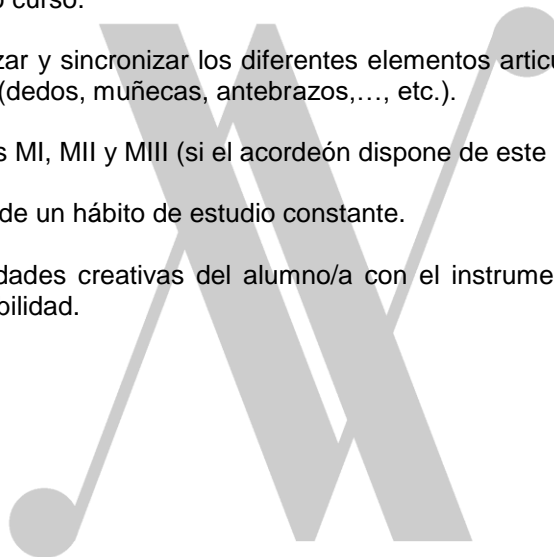 curso.
zar y sincronizar los diferentes elementos articu
(dedos, muñecas, antebrazos,…, etc.).
s MI, MII y MIII (si el acordeón dispone de este
de un hábito de estudio constante.
dades creativas del alumno/a con el instrume
bilidad.